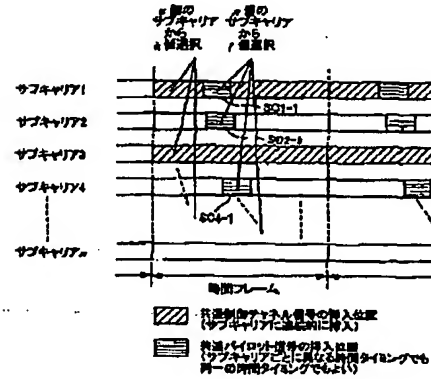 n個の サブキャリア から k個選択
n個の サブキャリア から l個選択
サブキャリア1
SC1-1
サブキャリア2
SC2-1
サブキャリア3
サブキャリア4
SC4-1
サブキャリアn
時間フレーム
共通制御チャネル信号の挿入位置
(サブキャリアに連続的に挿入)
共通パイロット信号の挿入位置
(サブキャリアごとに異なる時間タイミングでも
同一の時間タイミングでもよい)